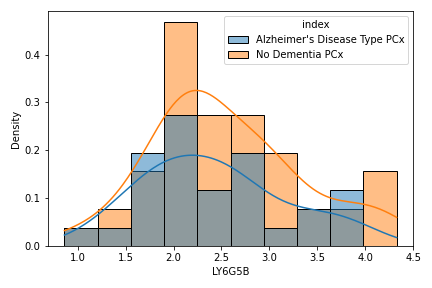 index
Alzheimer's Disease Type PCx
No Dementia PCx
Density
0.4
0.3
0.2
0.1
0.0
1.0 1.5 2.0 2.5 3.0 3.5 4.0 4.5
LY6G5B